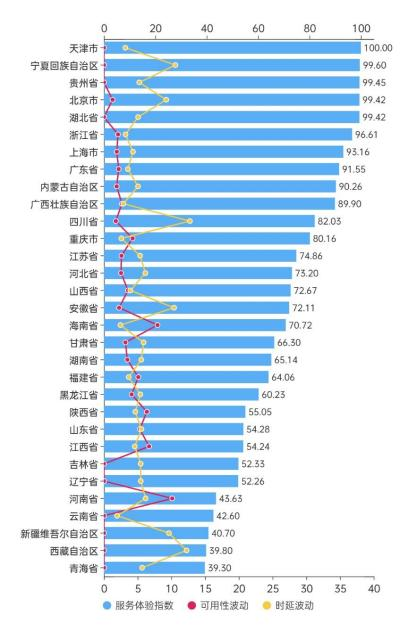 0 20 40 60 80 100
天津市 100.00
宁夏回族自治区 99.60
贵州省 99.45
北京市 99.42
湖北省 99.42
浙江省 96.61
上海市 93.16
广东省 91.55
内蒙古自治区 90.26
广西壮族自治区 89.90
四川省 82.03
重庆市 80.16
江苏省 74.86
河北省 73.20
山西省 72.67
安徽省 72.11
海南省 70.72
甘肃省 66.30
湖南省 65.14
福建省 64.06
黑龙江省 60.23
陕西省 55.05
山东省 54.28
江西省 54.24
吉林省 52.33
辽宁省 52.26
河南省 43.63
云南省 42.60
新疆维吾尔自治区 40.70
西藏自治区 39.80
青海省 39.30
0 5 10 15 20 25 30 35 40
服务体验指数 可用性波动 时延波动